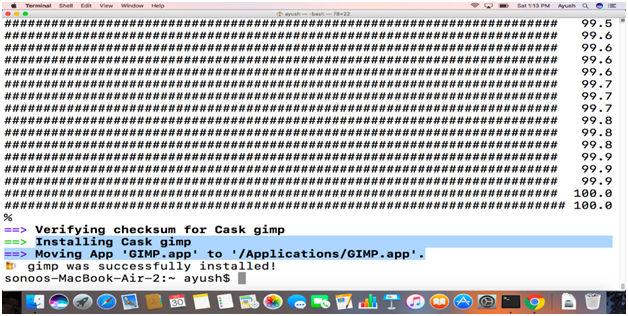 Terminal Shell Edit View Window Help Sat 1:13 PM Ayush
ayush — -bash — 78×22
####################################################################### 99.5
####################################################################### 99.6
####################################################################### 99.6
####################################################################### 99.6
####################################################################### 99.6
####################################################################### 99.7
####################################################################### 99.7
####################################################################### 99.7
####################################################################### 99.8
####################################################################### 99.8
####################################################################### 99.8
####################################################################### 99.9
####################################################################### 99.9
####################################################################### 99.9
####################################################################### 100.0
######################################################################## 100.0
%
==> Verifying checksum for Cask gimp
==> Installing Cask gimp
==> Moving App 'GIMP.app' to '/Applications/GIMP.app'.
gimp was successfully installed!
sonoos-MacBook-Air-2:~ ayush$
30